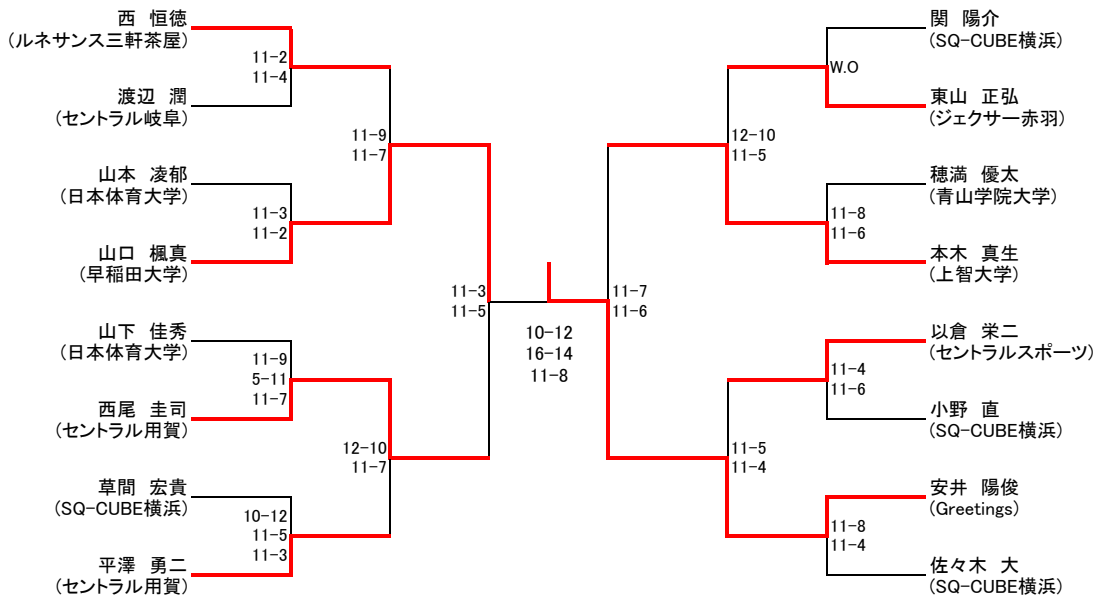 西　恒徳
(ルネサンス三軒茶屋)
11-2
11-4
渡辺　潤
(セントラル岐阜)
11-9
11-7
山本　凌郁
(日本体育大学)
11-3
11-2
山口　楓真
(早稲田大学)
11-3
11-5
山下　佳秀
(日本体育大学)
11-9
5-11
11-7
西尾　圭司
(セントラル用賀)
12-10
11-7
草間　宏貴
(SQ-CUBE横浜)
10-12
11-5
11-3
平澤　勇二
(セントラル用賀)
10-12
16-14
11-8
関　陽介
(SQ-CUBE横浜)
W.O
東山　正弘
(ジェクサー赤羽)
12-10
11-5
穂満　優太
(青山学院大学)
11-8
11-6
本木　真生
(上智大学)
11-7
11-6
以倉　栄二
(セントラルスポーツ)
11-4
11-6
小野　直
(SQ-CUBE横浜)
11-5
11-4
安井　陽俊
(Greetings)
11-8
11-4
佐々木　大
(SQ-CUBE横浜)